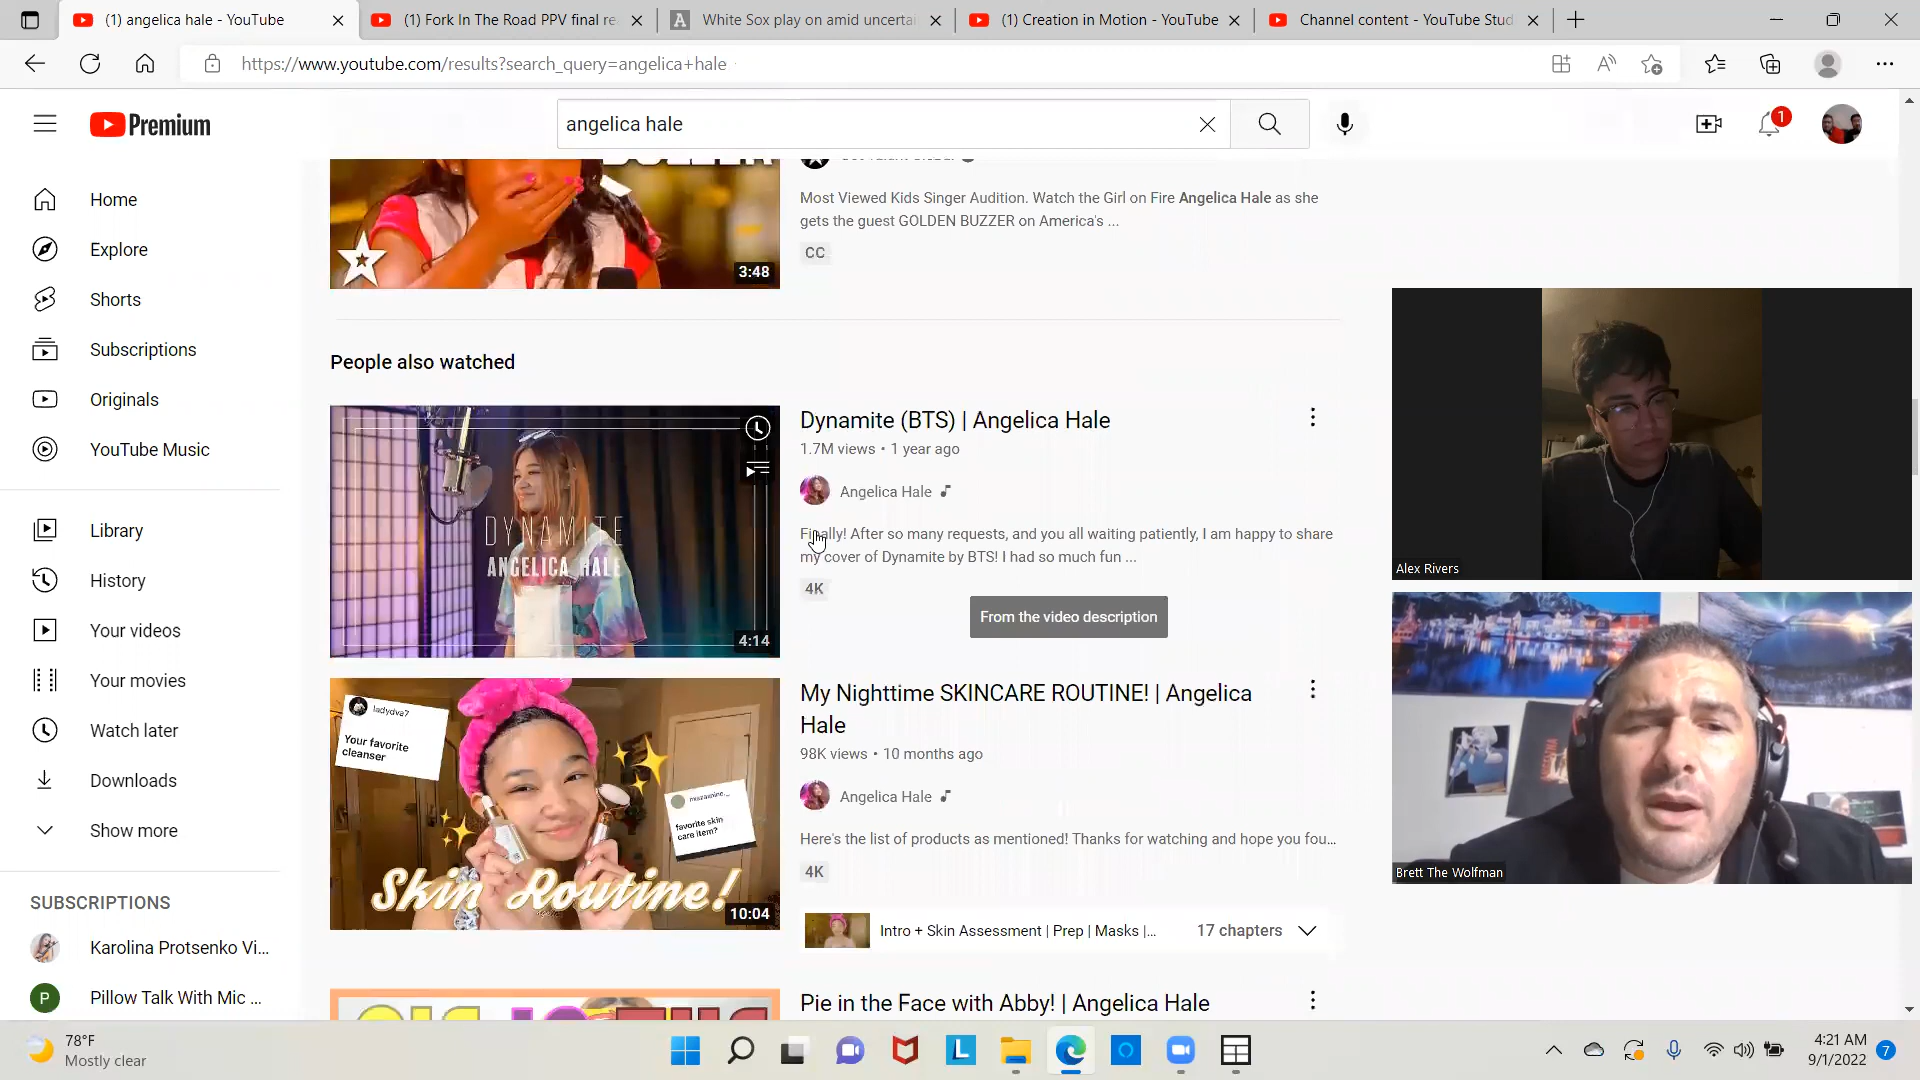 (1) angelica hale - YouTube
(1) Fork In The Road PPV final re
White Sox play on amid uncertai
(1) Creation in Motion - YouTube
Channel content - YouTube Stud
https://www.youtube.com/results?search_query=angelica+hale
Premium
angelica hale
1
Home
Explore
Shorts
Subscriptions
Originals
YouTube Music
Library
History
Your videos
Your movies
Watch later
Downloads
Show more
SUBSCRIPTIONS
Karolina Protsenko Vi...
P
Pillow Talk With Mic ...
3:48
Most Viewed Kids Singer Audition. Watch the Girl on Fire Angelica Hale as she
gets the guest GOLDEN BUZZER on America's ...
CC
People also watched
DYNAMITE
ANGELICA HALE
4:14
Dynamite (BTS) | Angelica Hale
1.7M views • 1 year ago
Angelica Hale
Finally! After so many requests, and you all waiting patiently, I am happy to share
my cover of Dynamite by BTS! I had so much fun ...
4K
From the video description
ladydva7
Your favorite
cleanser
favorite skin
care item?
Skin Routine!
10:04
My Nighttime SKINCARE ROUTINE! | Angelica
Hale
98K views • 10 months ago
Angelica Hale
Here's the list of products as mentioned! Thanks for watching and hope you fou...
4K
Intro + Skin Assessment | Prep | Masks |...
17 chapters
Pie in the Face with Abby! | Angelica Hale
Alex Rivers
Brett The Wolfman
78°F
Mostly clear
4:21 AM
9/1/2022
7